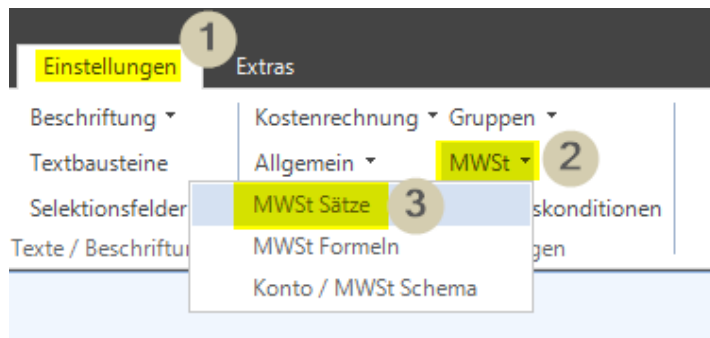 1
Einstellungen Extras
Beschriftung Kostenrechnung Gruppen
Textbausteine Allgemein MWSt 2
Selektionsfelder MWSt Sätze 3 skonditionen
Texte / Beschriftu MWSt Formeln gen
Konto / MWSt Schema